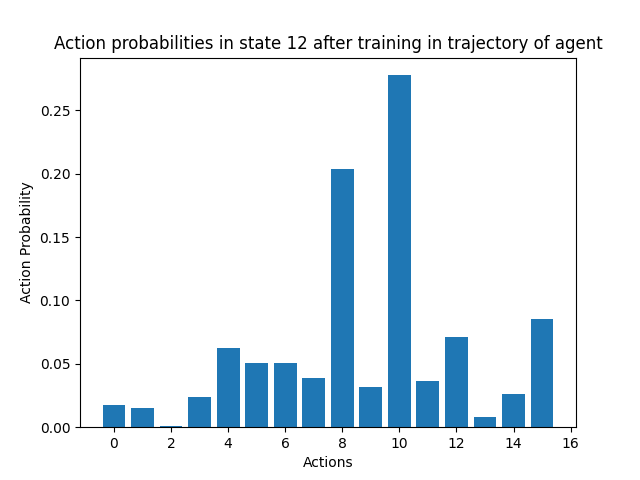 Action probabilities in state 12 after training in trajectory of agent
0.25
0.20
0.15
0.10
0.05
0.00
Action Probability
0 2 4 6 8 10 12 14 16
Actions